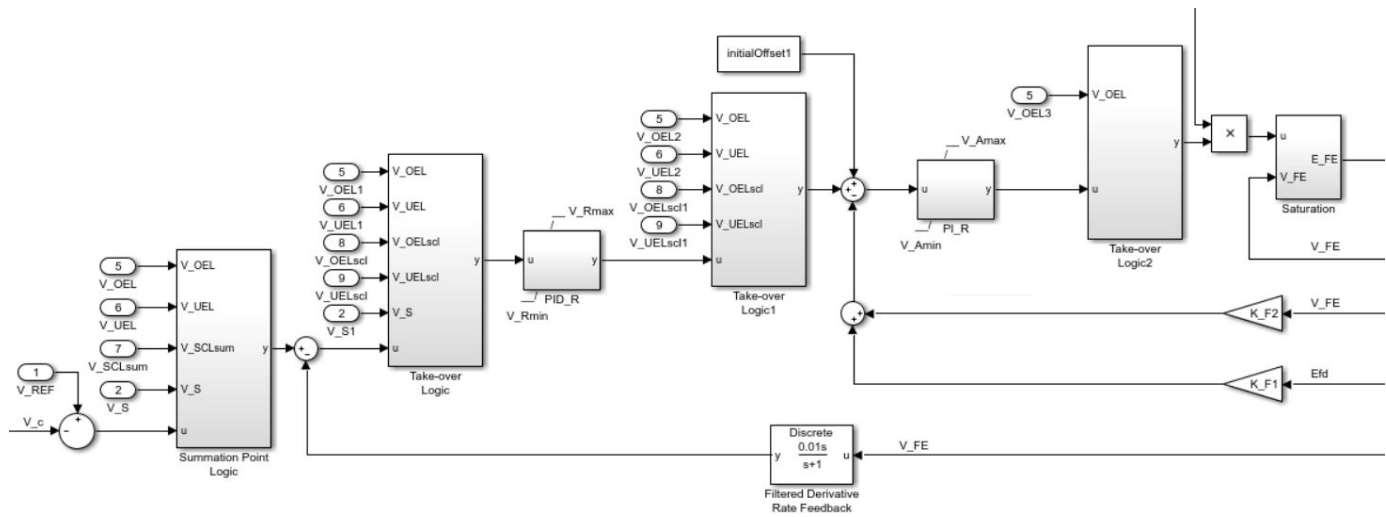 1
V_REF
V_c
+
−
5
V_OEL
6
V_UEL
7
V_SCLsum
2
V_S
V_OEL
V_UEL
V_SCLsum
V_S
u
y
Summation Point
Logic
+
−
5
V_OEL1
6
V_UEL1
8
V_OELscl
9
V_UELscl
2
V_S1
V_OEL
V_UEL
V_OELscl
V_UELscl
V_S
u
y
Take-over
Logic
V_Rmax
u
y
PID_R
V_Rmin
5
V_OEL2
6
V_UEL2
8
V_OELscl1
9
V_UELscl1
V_OEL
V_UEL
V_OELscl
V_UELscl
u
y
Take-over
Logic1
initialOffset1
+
+
−
V_Amax
u
y
PI_R
V_Amin
5
V_OEL3
V_OEL
u
y
Take-over
Logic2
×
u
V_FE
E_FE
Saturation
V_FE
+
+
K_F2
V_FE
K_F1
Efd
Discrete
y
0.01s
s+1
u
V_FE
Filtered Derivative
Rate Feedback